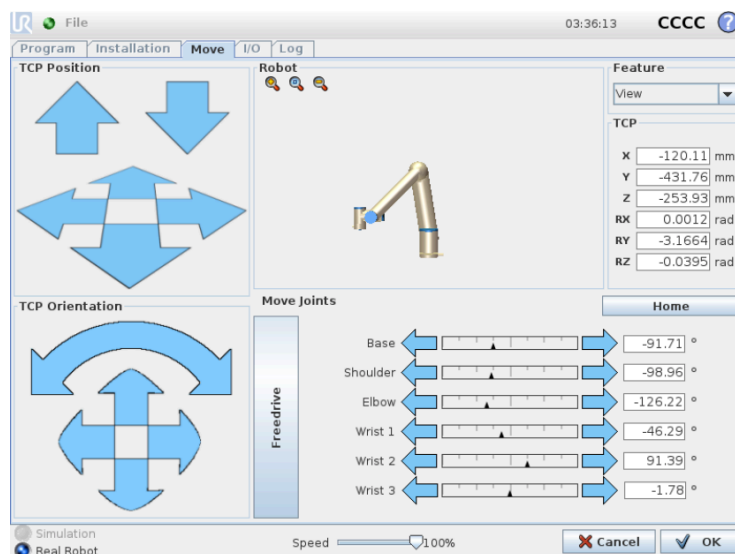 UR File 03:36:13 CCCC ?
Program Installation Move I/O Log
TCP Position
Robot
Feature
View
TCP
X -120.11 mm
Y -431.76 mm
Z -253.93 mm
RX 0.0012 rad
RY -3.1664 rad
RZ -0.0395 rad
TCP Orientation
Move Joints
Home
Freedrive
Base -91.71 °
Shoulder -98.96 °
Elbow -126.22 °
Wrist 1 -46.29 °
Wrist 2 91.39 °
Wrist 3 -1.78 °
Simulation
Real Robot
Speed 100%
Cancel
OK